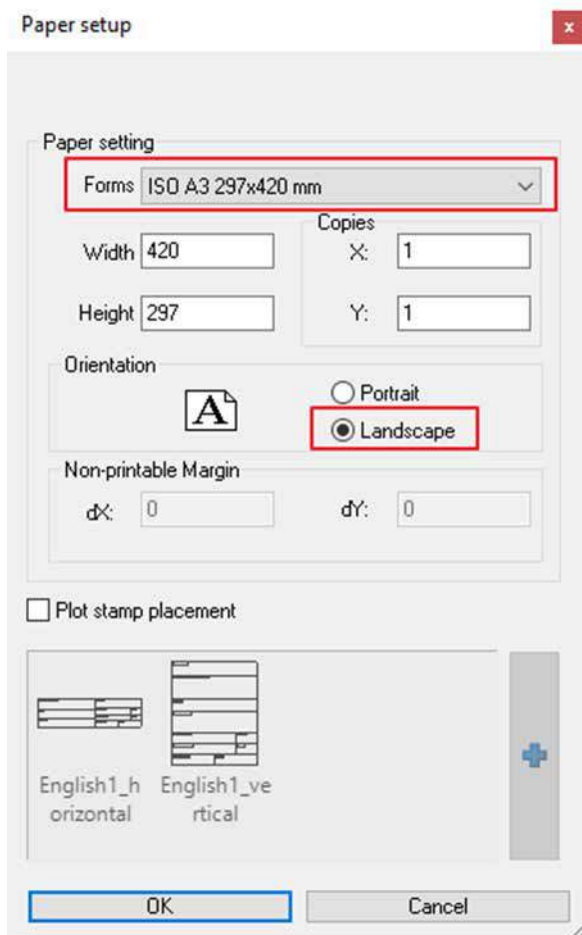 Paper setup
x
Paper setting
Forms ISO A3 297x420 mm
Copies
Width 420 X: 1
Height 297 Y: 1
Orientation
A
Portrait
Landscape
Non-printable Margin
dX: 0 dY: 0
Plot stamp placement
English1_h
orizontal
English1_ve
rtical
OK Cancel